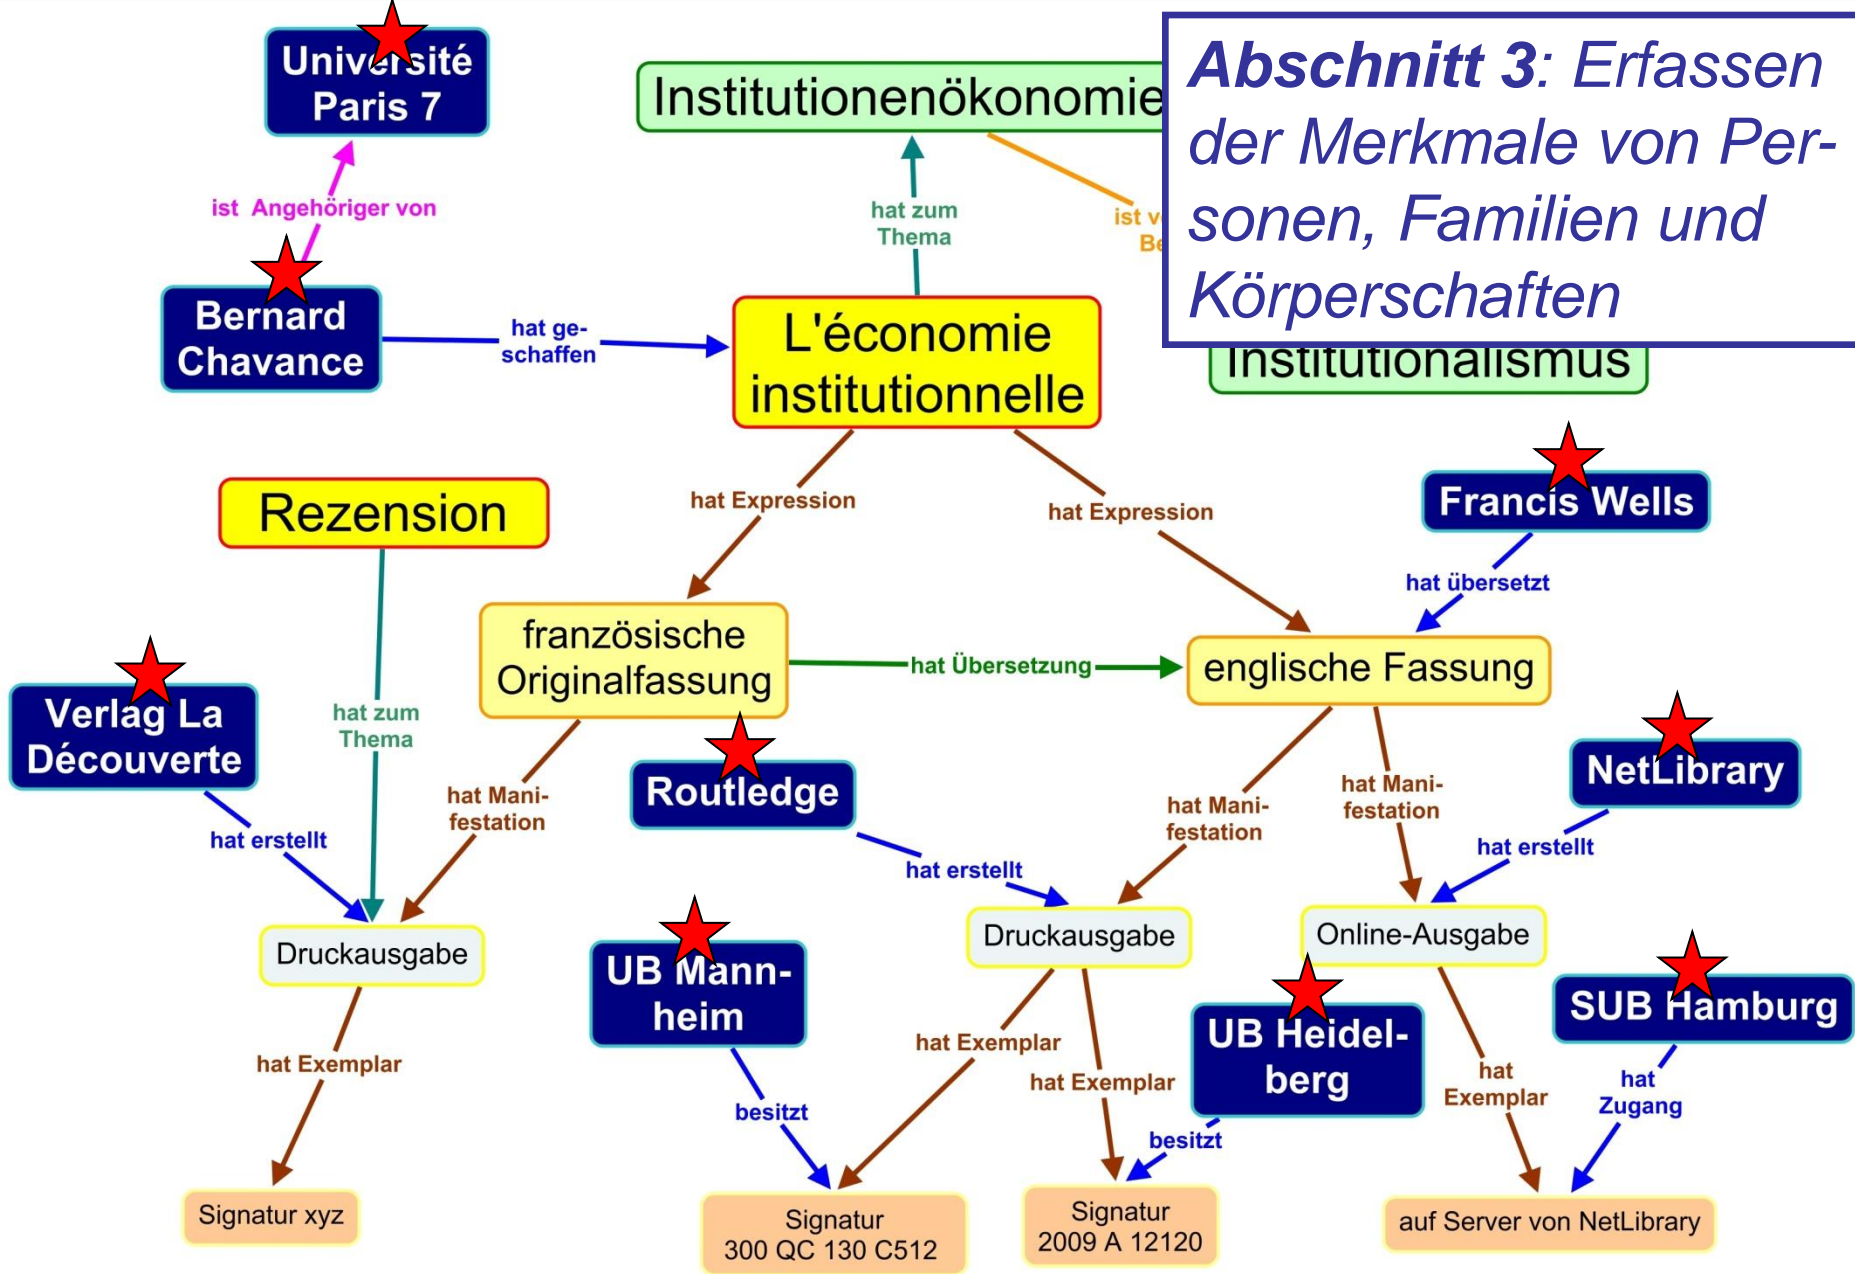 Université
Paris 7
Institutionenökonomie
Abschnitt 3: Erfassen
der Merkmale von Per-
sonen, Familien und
Körperschaften
ist Angehöriger von
hat zum
Thema
ist
Bernard
Chavance
hat ge-
schaffen
L'économie
institutionnelle
Institutionalismus
Rezension
hat Expression
hat Expression
Francis Wells
hat übersetzt
französische
Originalfassung
hat Übersetzung
englische Fassung
Verlag La
Découverte
hat zum
Thema
Routledge
NetLibrary
hat Mani-
festation
hat Mani-
festation
hat Mani-
festation
hat erstellt
hat erstellt
hat erstellt
Druckausgabe
Druckausgabe
Online-Ausgabe
UB Mann-
heim
UB Heidel-
berg
SUB Hamburg
hat Exemplar
hat Exemplar
hat Exemplar
hat
Exemplar
hat
Zugang
besitzt
besitzt
Signatur xyz
Signatur
300 QC 130 C512
Signatur
2009 A 12120
auf Server von NetLibrary